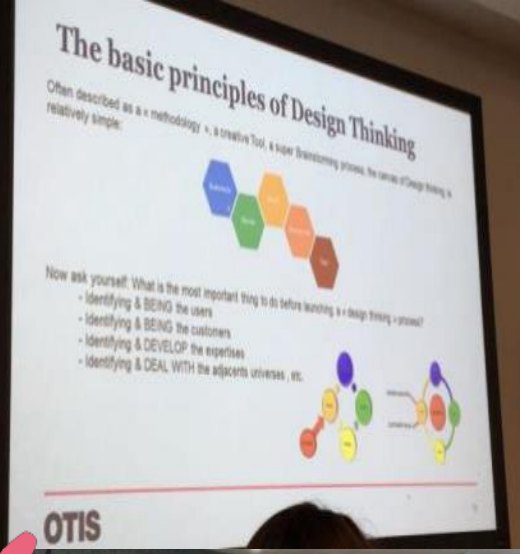 The basic principles of Design Thinking
Often described as a « methodology », a creative Tool, a super Brainstorming process, the canvas of Design thinking is
relatively simple:
Now ask yourself: What is the most important thing to do before launching a « design thinking » process?
- Identifying & BEING the users
- Identifying & BEING the customers
- Identifying & DEVELOP the expertises
- Identifying & DEAL WITH the adjacents universes , etc.
OTIS